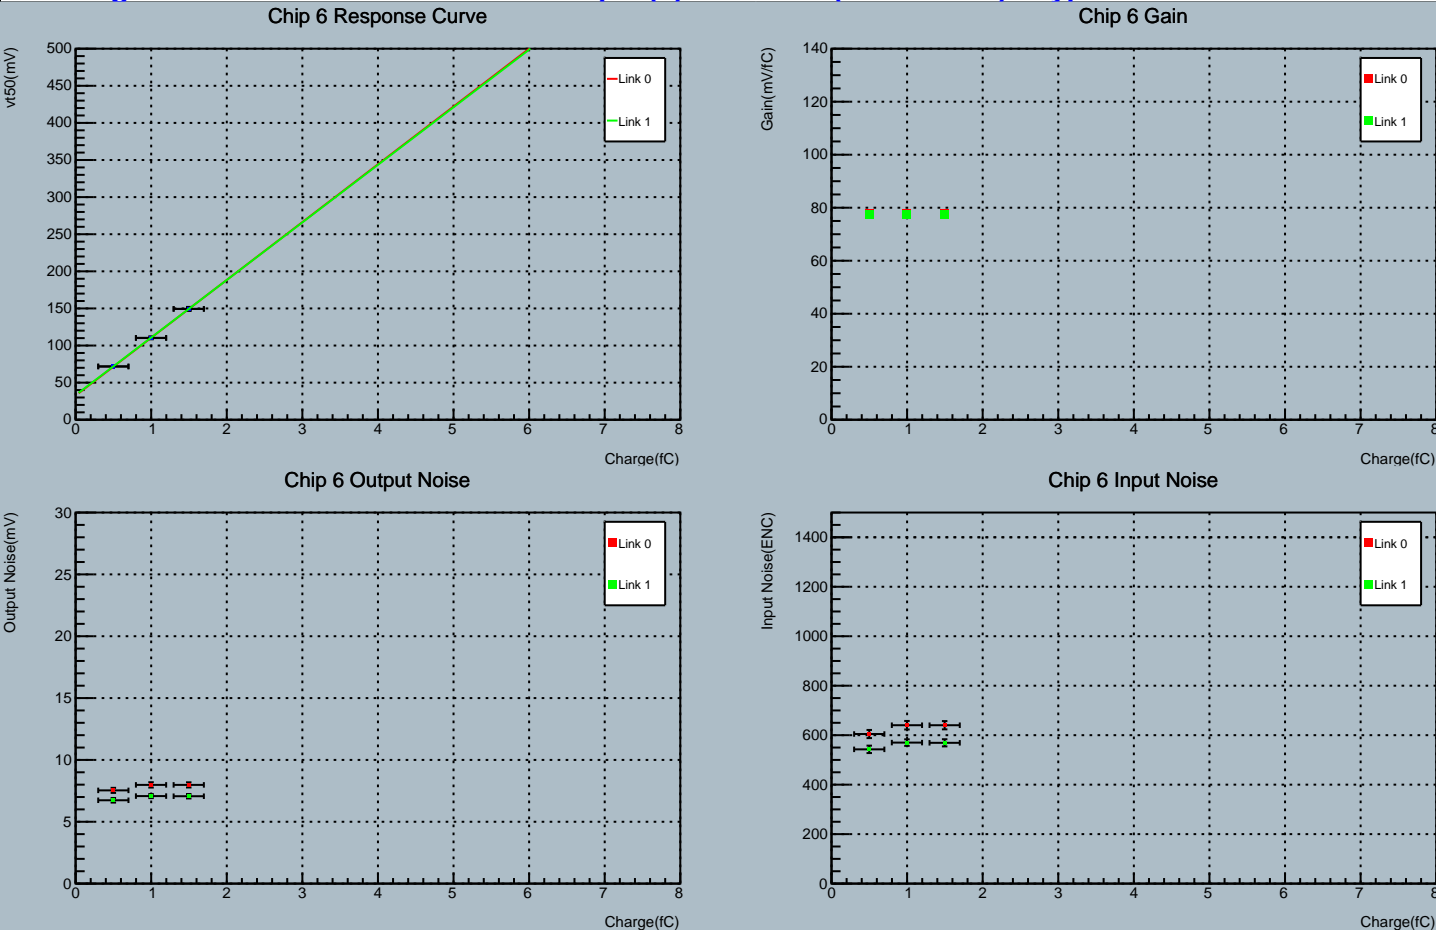 Chip 6 Response Curve
vt50(mV)
500
450
400
350
300
250
200
150
100
50
0
0 1 2 3 4 5 6 7 8
Charge(fC)
Link 0
Link 1
Chip 6 Gain
Gain(mV/fC)
140
120
100
80
60
40
20
0
0 1 2 3 4 5 6 7 8
Charge(fC)
Link 0
Link 1
Chip 6 Output Noise
Output Noise(mV)
30
25
20
15
10
5
0
0 1 2 3 4 5 6 7 8
Charge(fC)
Link 0
Link 1
Chip 6 Input Noise
Input Noise(ENC)
1400
1200
1000
800
600
400
200
0
0 1 2 3 4 5 6 7 8
Charge(fC)
Link 0
Link 1